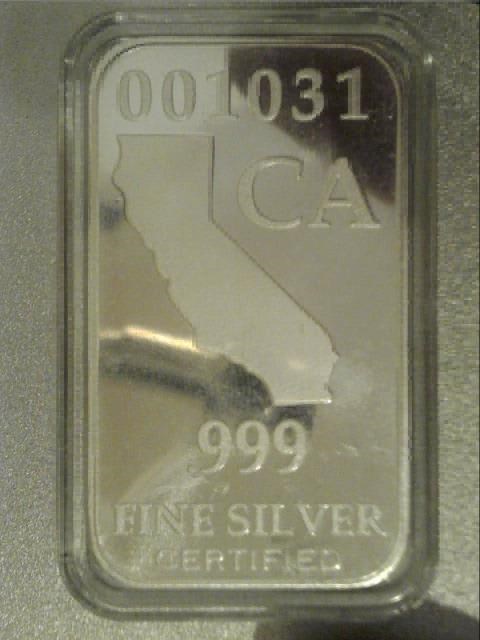 001031
CA
999
FINE SILVER
CERTIFIED